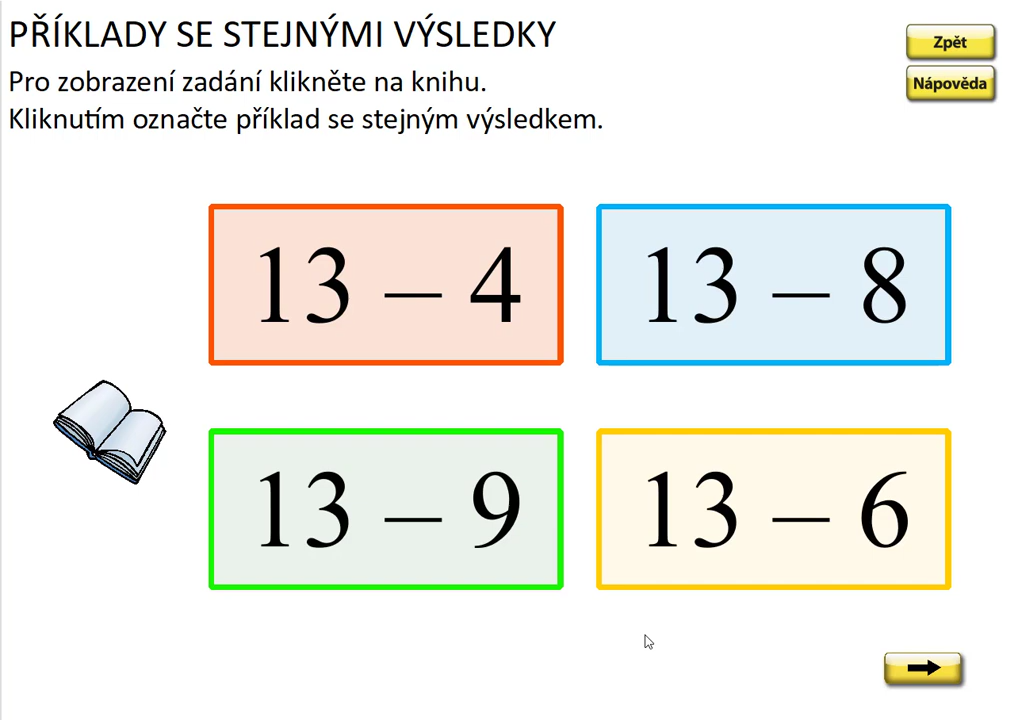 PŘÍKLADY SE STEJNÝMI VÝSLEDKY
Zpět
Pro zobrazení zadání klikněte na knihu.
Nápověda
Kliknutím označte příklad se stejným výsledkem.
13 – 4
13 – 8
13 – 9
13 – 6